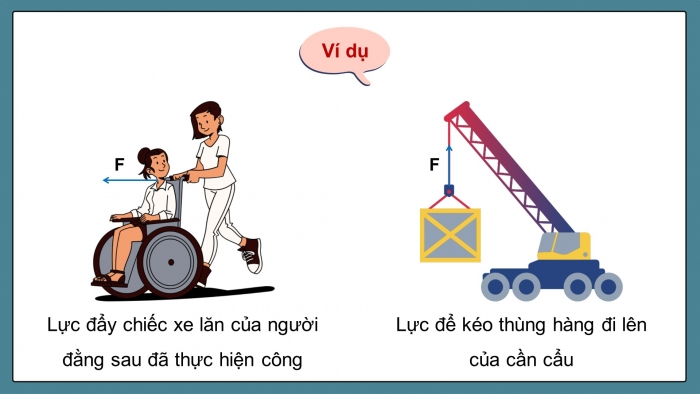 Ví dụ
F
F
Lực đẩy chiếc xe lăn của người
đằng sau đã thực hiện công
Lực để kéo thùng hàng đi lên
của cần cẩu